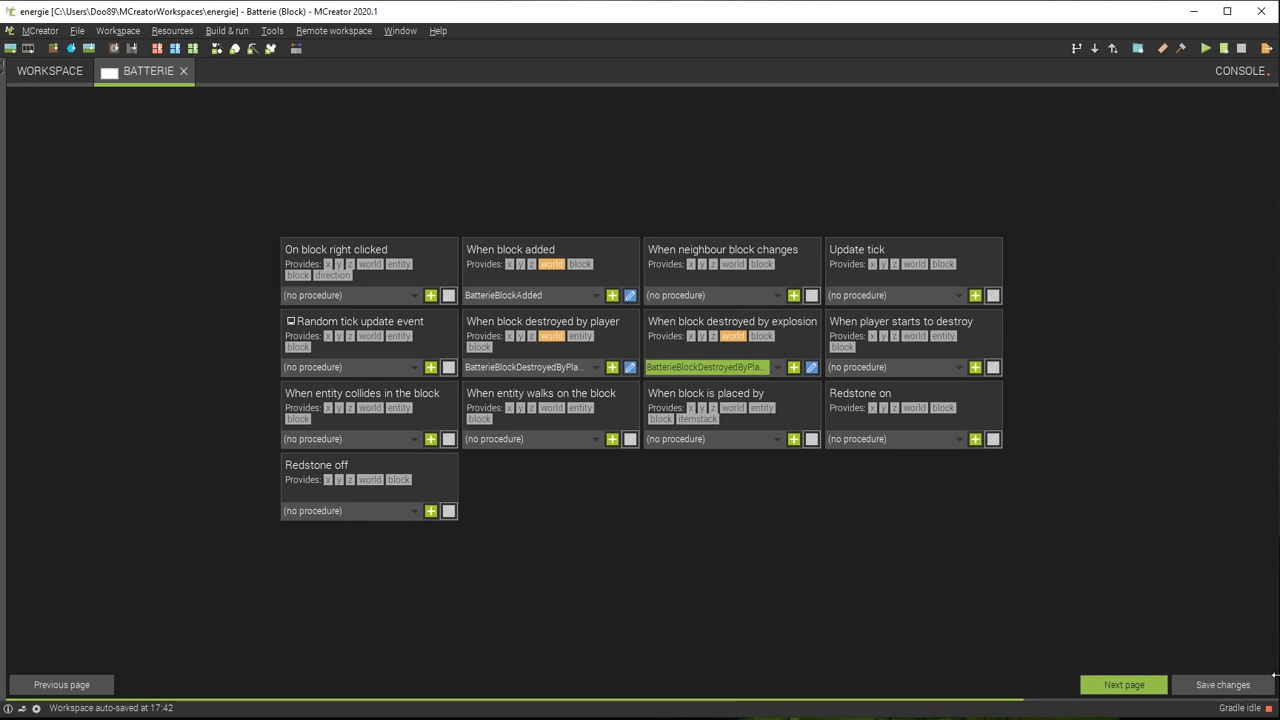 energie [C:\Users\Doo89\MCreatorWorkspaces\energie] - Batterie (Block) - MCreator 2020.1
MCreator File Workspace Resources Build & run Tools Remote workspace Window Help
WORKSPACE BATTERIE CONSOLE
On block right clicked
Provides: x y z world entity
block direction
(no procedure)
When block added
Provides: x y z world block
BatterieBlockAdded
When neighbour block changes
Provides: x y z world block
(no procedure)
Update tick
Provides: x y z world block
(no procedure)
Random tick update event
Provides: x y z world entity
block
(no procedure)
When block destroyed by player
Provides: x y z world entity
block
BatterieBlockDestroyedByPla...
When block destroyed by explosion
Provides: x y z world block
BatterieBlockDestroyedByPla...
When player starts to destroy
Provides: x y z world entity
block
(no procedure)
When entity collides in the block
Provides: x y z world entity
block
(no procedure)
When entity walks on the block
Provides: x y z world entity
block
(no procedure)
When block is placed by
Provides: x y z world entity
block itemstack
(no procedure)
Redstone on
Provides: x y z world block
(no procedure)
Redstone off
Provides: x y z world block
(no procedure)
Previous page Next page Save changes
Workspace auto-saved at 17:42 Gradle idle